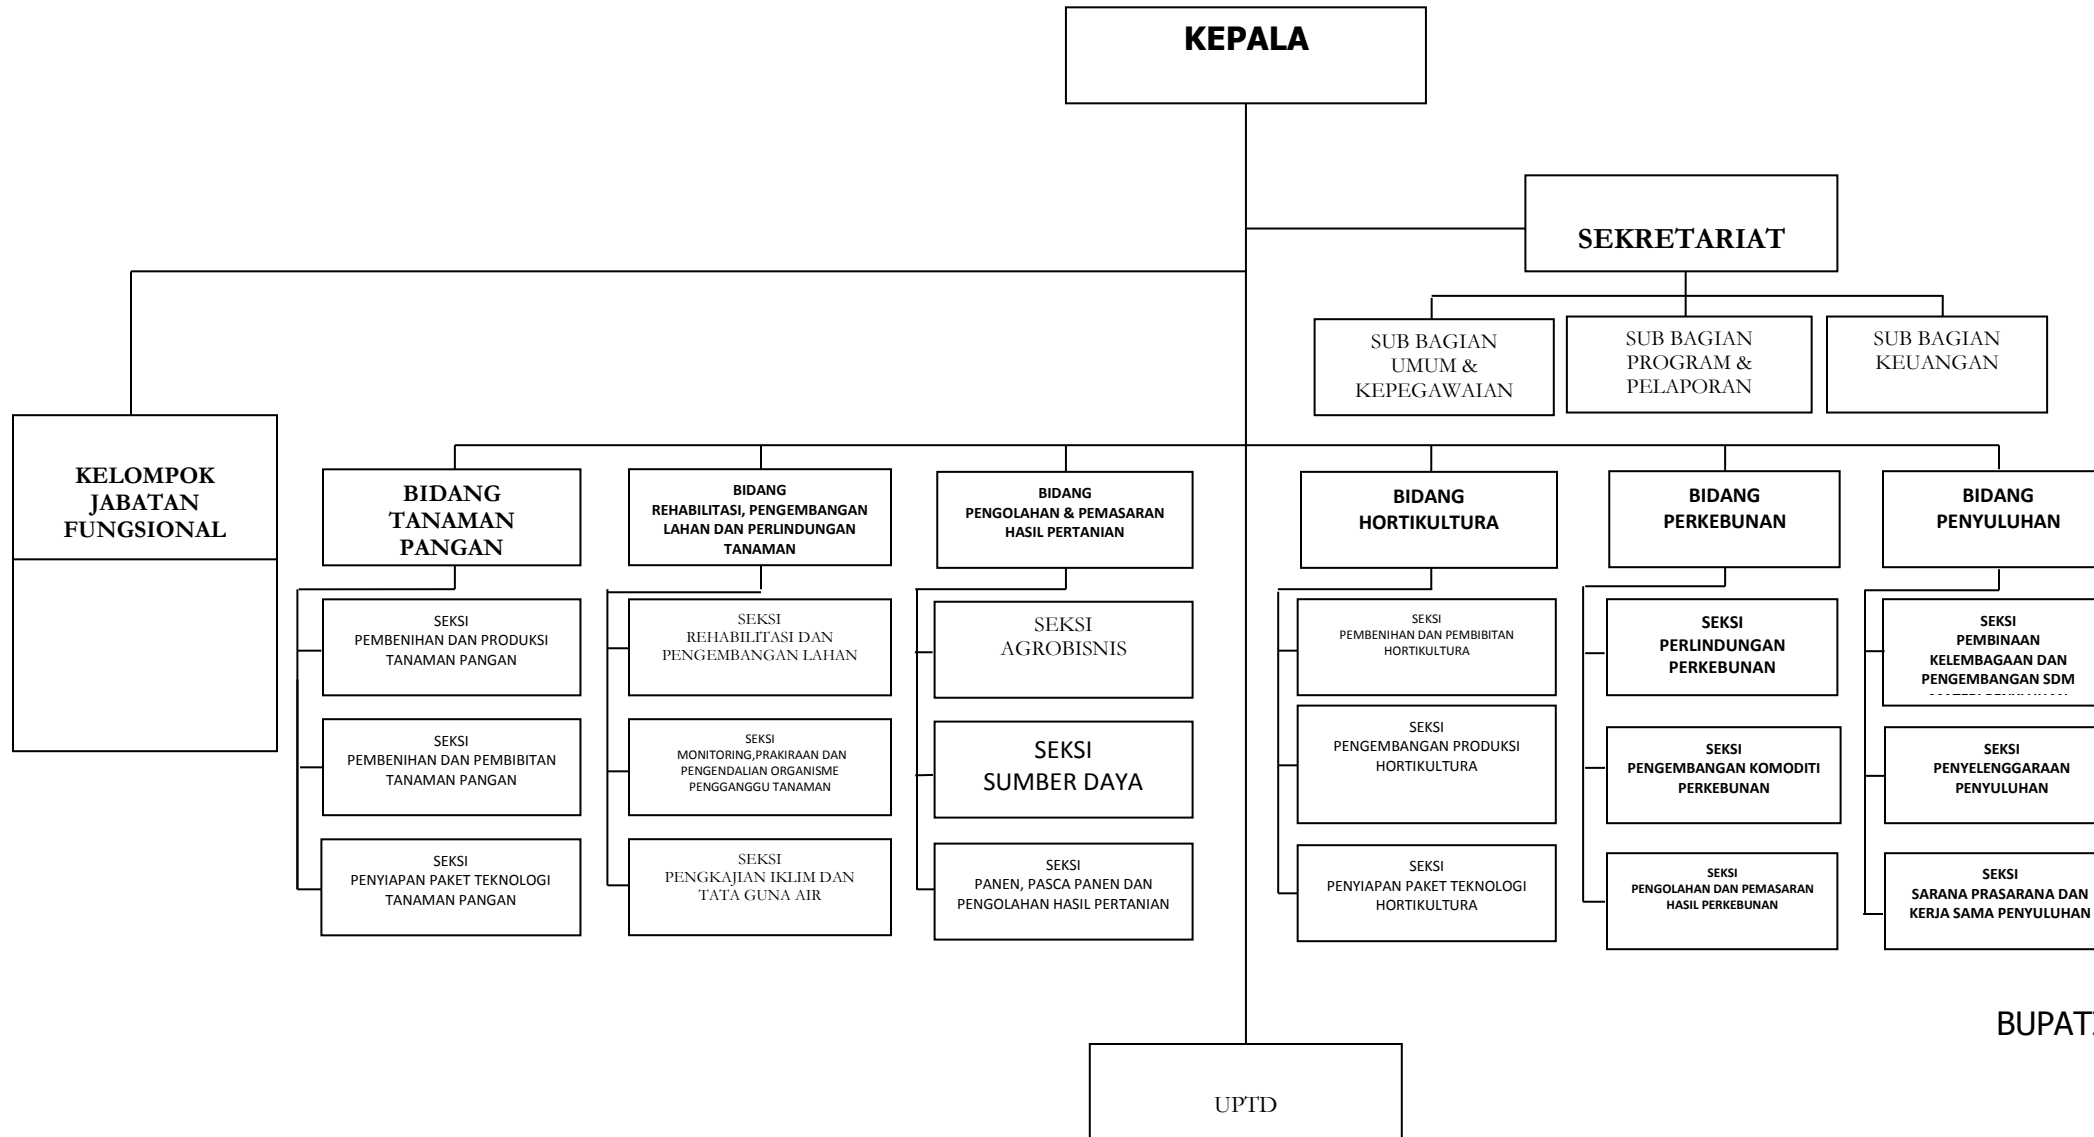 KEPALA
SEKRETARIAT
SUB BAGIAN
UMUM &
KEPEGAWAIAN
SUB BAGIAN
PROGRAM &
PELAPORAN
SUB BAGIAN
KEUANGAN
KELOMPOK
JABATAN
FUNGSIONAL
BIDANG
TANAMAN
PANGAN
BIDANG
REHABILITASI, PENGEMBANGAN
LAHAN DAN PERLINDUNGAN
TANAMAN
BIDANG
PENGOLAHAN & PEMASARAN
HASIL PERTANIAN
BIDANG
HORTIKULTURA
BIDANG
PERKEBUNAN
BIDANG
PENYULUHAN
SEKSI
PEMBENIHAN DAN PRODUKSI
TANAMAN PANGAN
SEKSI
REHABILITASI DAN
PENGEMBANGAN LAHAN
SEKSI
AGROBISNIS
SEKSI
PEMBENIHAN DAN PEMBIBITAN
HORTIKULTURA
SEKSI
PERLINDUNGAN
PERKEBUNAN
SEKSI
PEMBINAAN
KELEMBAGAAN DAN
PENGEMBANGAN SDM
SEKSI
PEMBENIHAN DAN PEMBIBITAN
TANAMAN PANGAN
SEKSI
MONITORING,PRAKIRAAN DAN
PENGENDALIAN ORGANISME
PENGGANGGU TANAMAN
SEKSI
SUMBER DAYA
SEKSI
PENGEMBANGAN PRODUKSI
HORTIKULTURA
SEKSI
PENGEMBANGAN KOMODITI
PERKEBUNAN
SEKSI
PENYELENGGARAAN
PENYULUHAN
SEKSI
PENYIAPAN PAKET TEKNOLOGI
TANAMAN PANGAN
SEKSI
PENGKAJIAN IKLIM DAN
TATA GUNA AIR
SEKSI
PANEN, PASCA PANEN DAN
PENGOLAHAN HASIL PERTANIAN
SEKSI
PENYIAPAN PAKET TEKNOLOGI
HORTIKULTURA
SEKSI
PENGOLAHAN DAN PEMASARAN
HASIL PERKEBUNAN
SEKSI
SARANA PRASARANA DAN
KERJA SAMA PENYULUHAN
BUPATI
UPTD